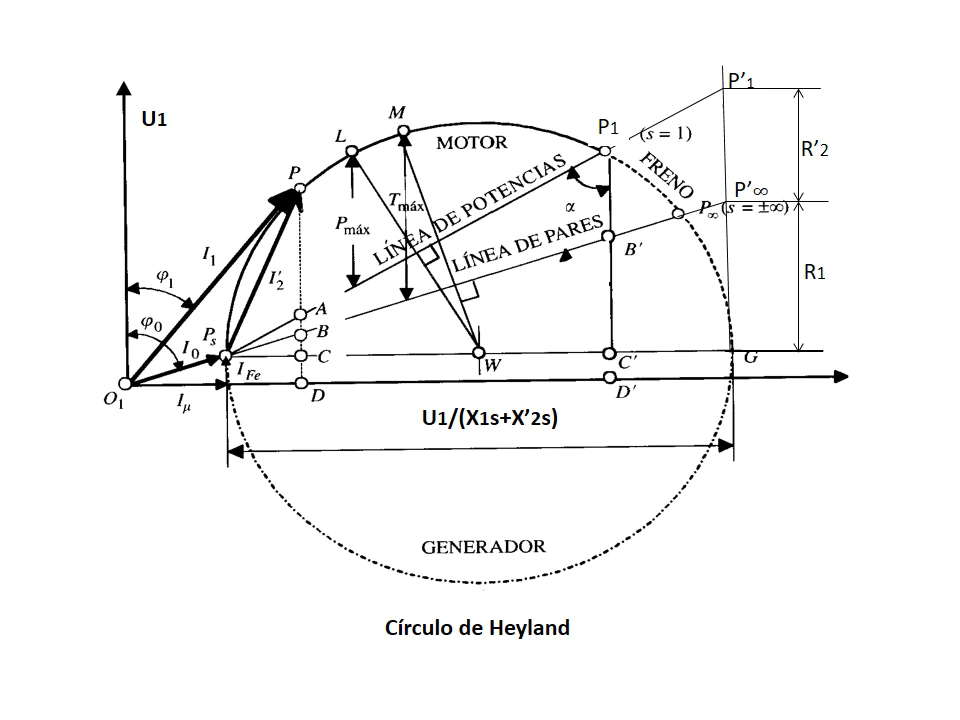 P'1
M
U1
L
MOTOR
P1
(s = 1)
R'2
FRENO
P
LÍNEA DE POTENCIAS
P'∞
Tmáx
P∞(s = ±∞)
Pmáx
α
LÍNEA DE PARES
B'
I1
I'2
φ1
R1
A
φ0
Ps
B
I0
C
W
C'
G
IFe
O1
Iμ
D
D'
U1/(X1s+X'2s)
GENERADOR
Círculo de Heyland